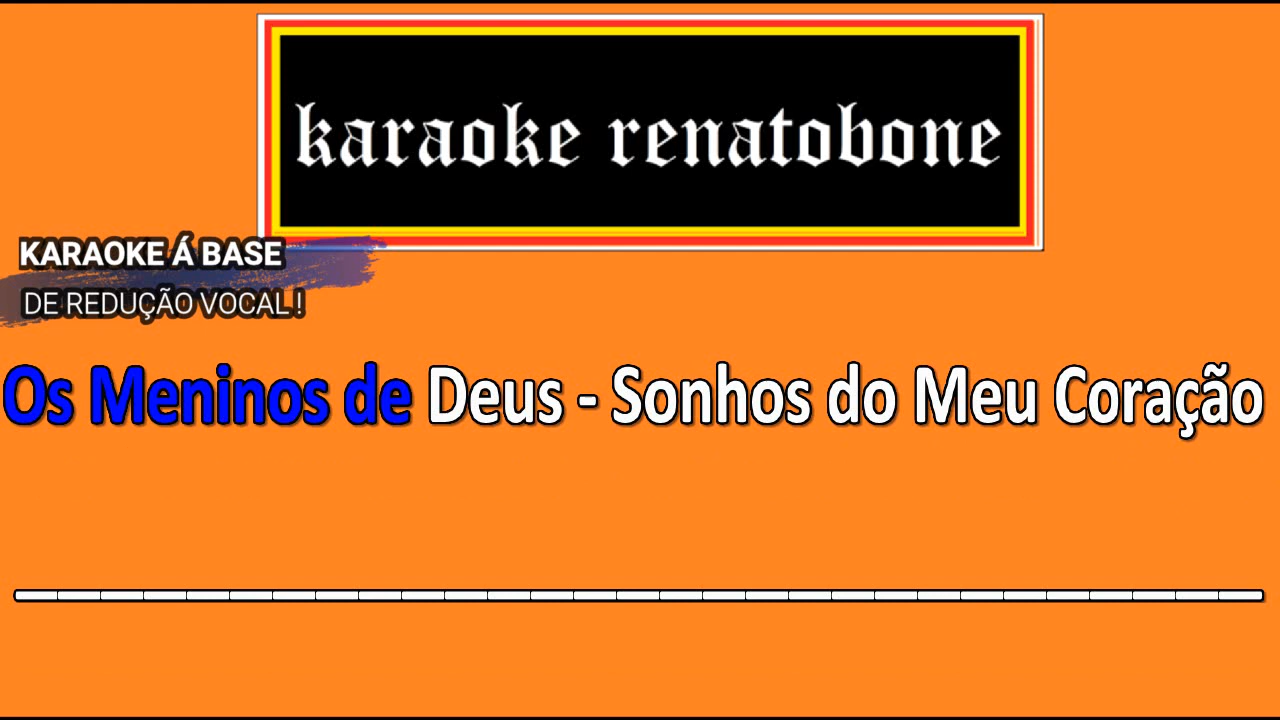 karaoke renatobone
KARAOKE Á BASE
DE REDUÇÃO VOCAL !
Os Meninos de Deus - Sonhos do Meu Coração